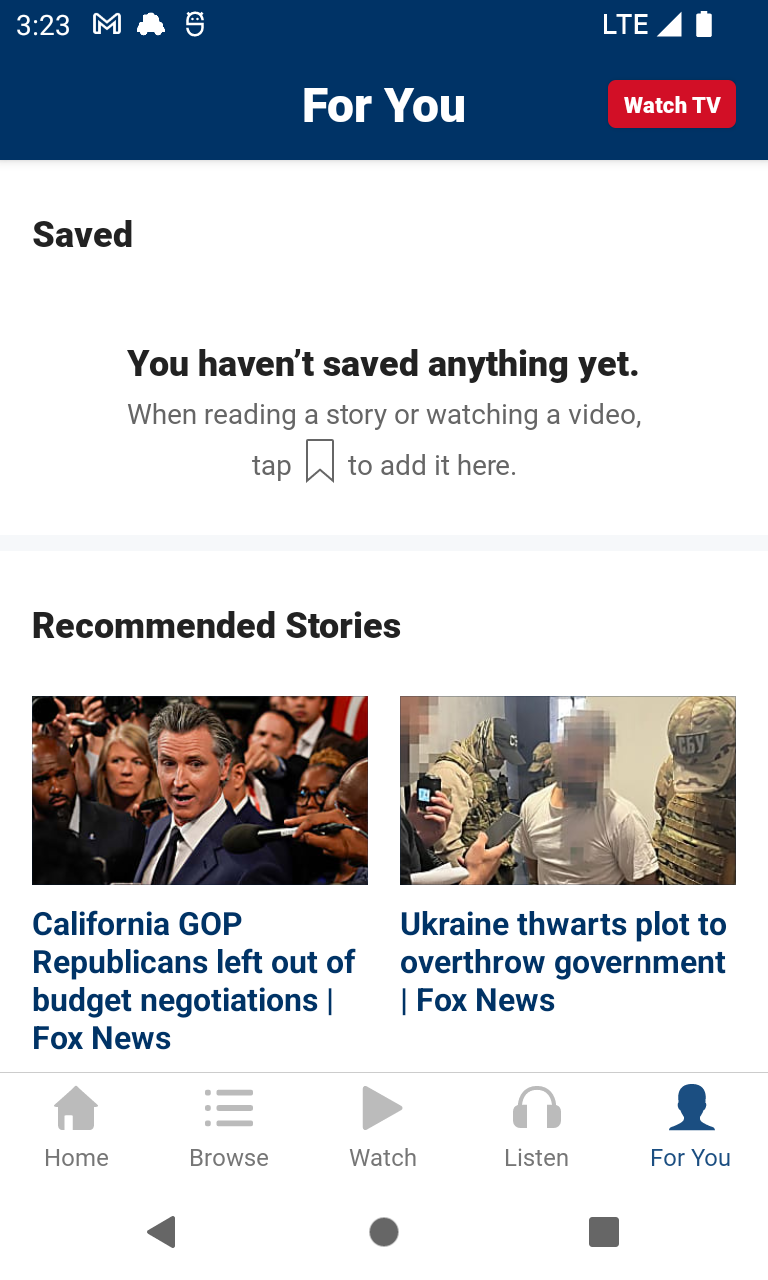 3:23
LTE
For You
Watch TV
Saved
You haven’t saved anything yet.
When reading a story or watching a video,
tap to add it here.
Recommended Stories
СБУ
California GOP
Republicans left out of
budget negotiations |
Fox News
Ukraine thwarts plot to
overthrow government
| Fox News
Home
Browse
Watch
Listen
For You